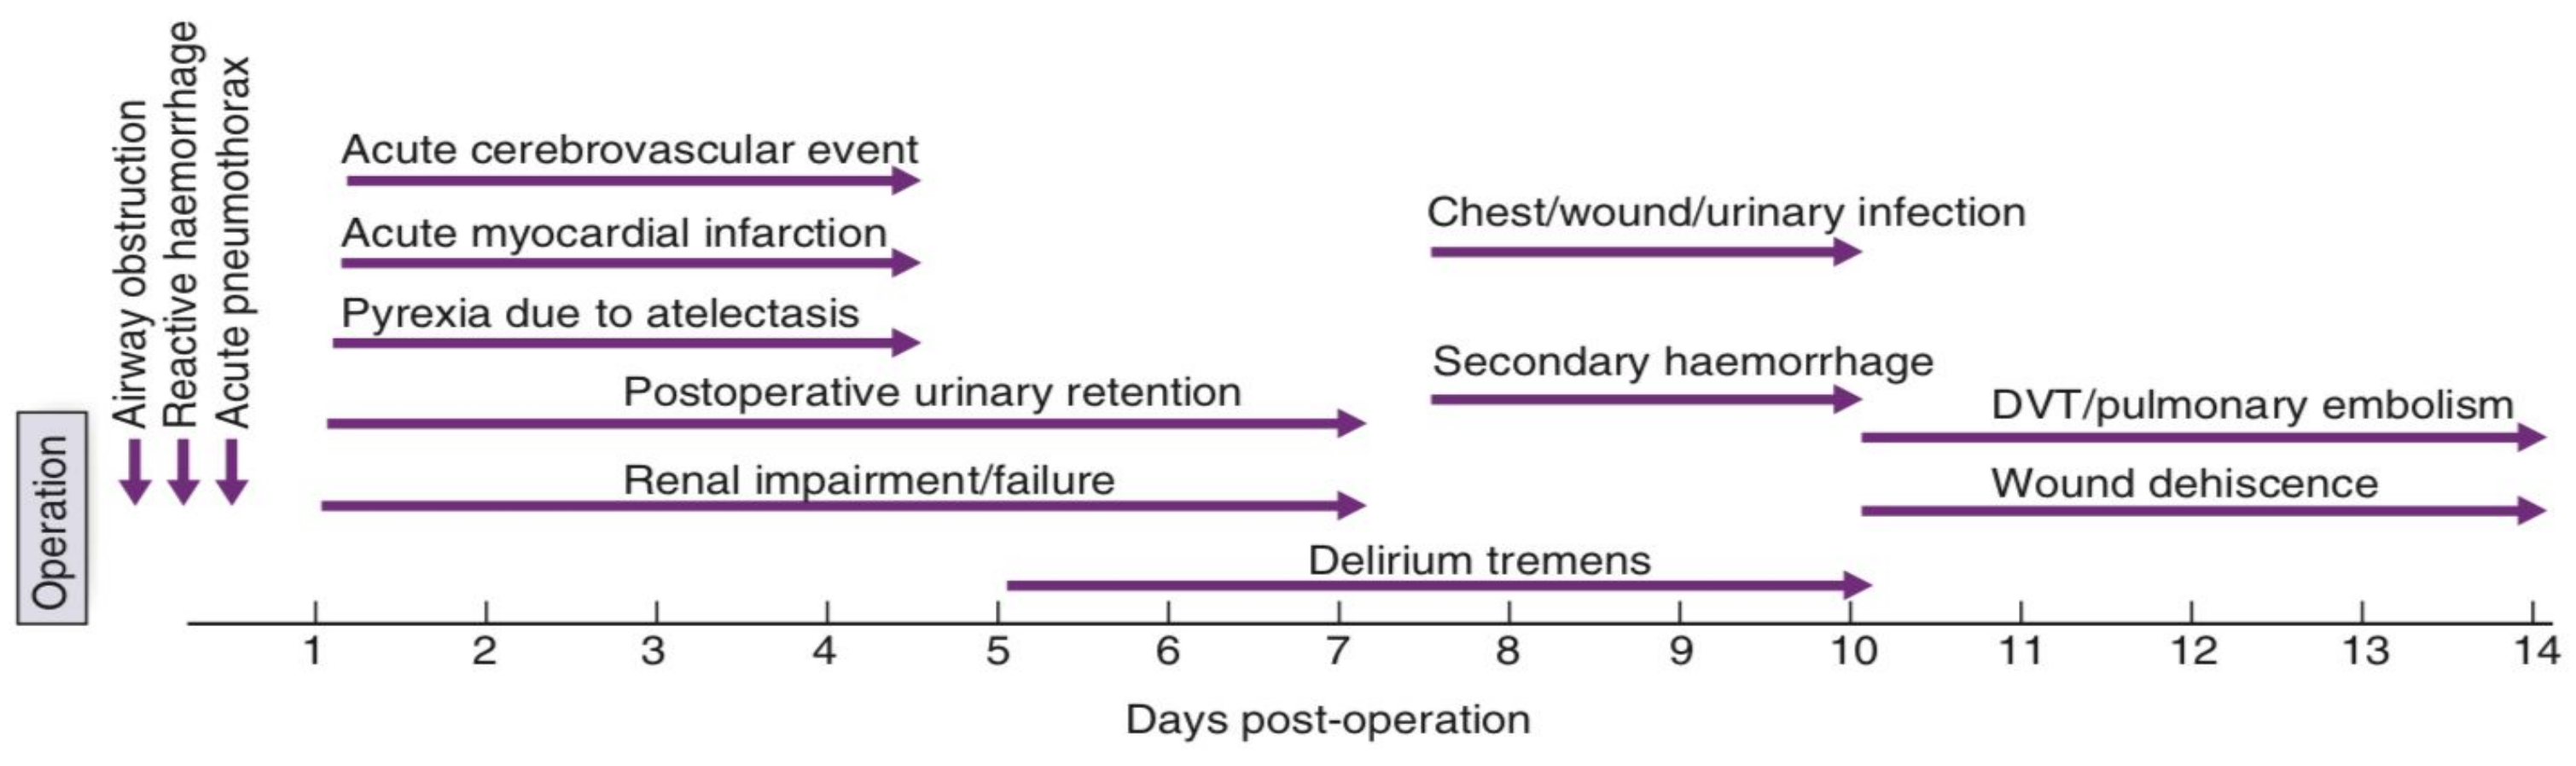 Operation
Airway obstruction
Reactive haemorrhage
Acute pneumothorax
Acute cerebrovascular event
Acute myocardial infarction
Pyrexia due to atelectasis
Postoperative urinary retention
Renal impairment/failure
Delirium tremens
Chest/wound/urinary infection
Secondary haemorrhage
DVT/pulmonary embolism
Wound dehiscence
1 2 3 4 5 6 7 8 9 10 11 12 13 14
Days post-operation